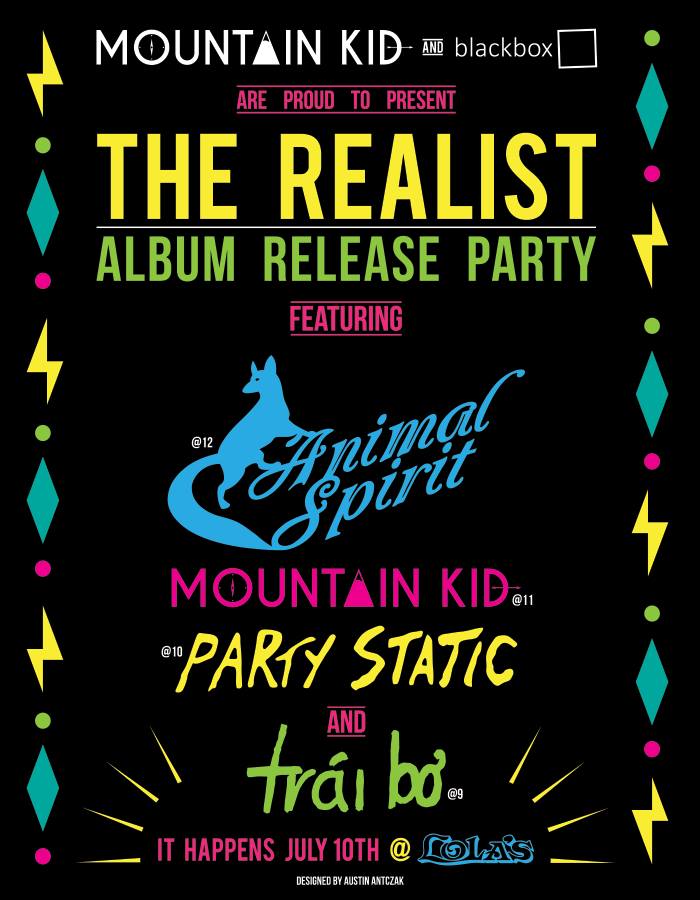 MOUNTAIN KID AND blackbox
ARE PROUD TO PRESENT
THE REALIST
ALBUM RELEASE PARTY
FEATURING
@12 Animal
Spirit
MOUNTAIN KID @11
@10 PARTY STATIC
AND
trái bơ @9
IT HAPPENS JULY 10TH @ LOLA'S
DESIGNED BY AUSTIN ANTCZAK